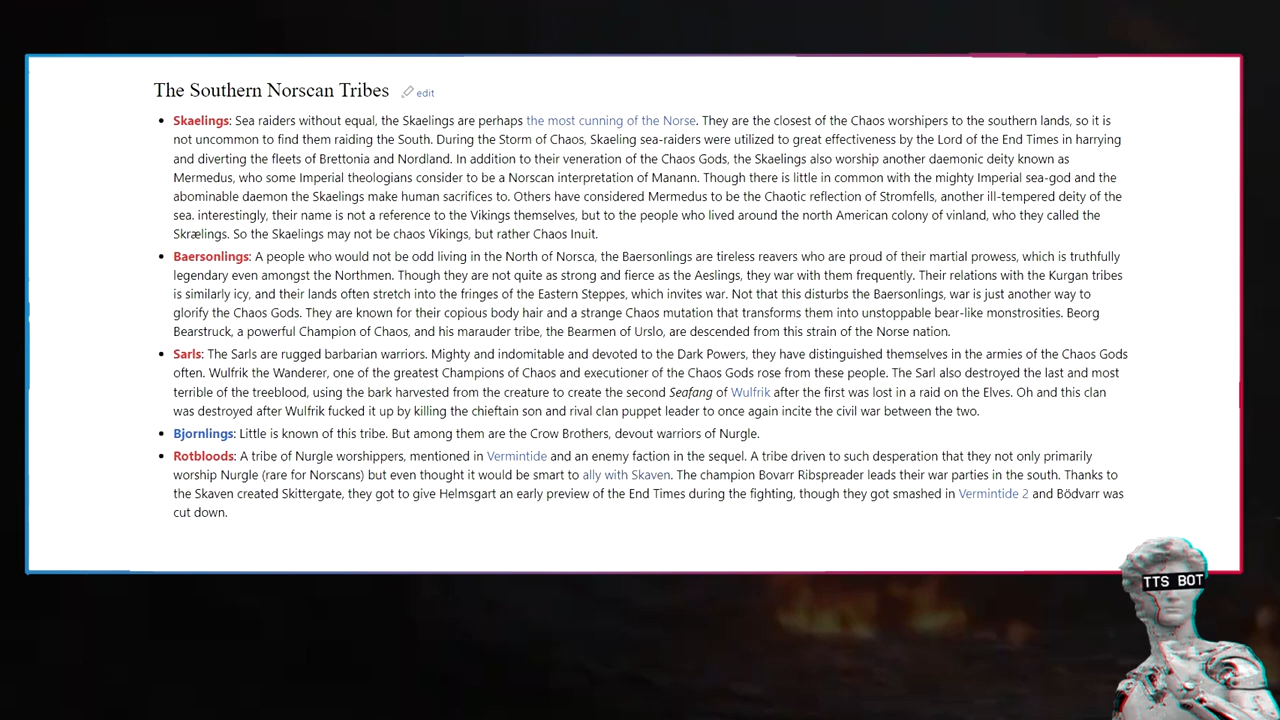 The Southern Norscan Tribes edit
Skaelings: Sea raiders without equal, the Skaelings are perhaps the most cunning of the Norse. They are the closest of the Chaos worshipers to the southern lands, so it is
not uncommon to find them raiding the South. During the Storm of Chaos, Skaeling sea-raiders were utilized to great effectiveness by the Lord of the End Times in harrying
and diverting the fleets of Brettonia and Nordland. In addition to their veneration of the Chaos Gods, the Skaelings also worship another daemonic deity known as
Mermedus, who some Imperial theologians consider to be a Norscan interpretation of Manann. Though there is little in common with the mighty Imperial sea-god and the
abominable daemon the Skaelings make human sacrifices to. Others have considered Mermedus to be the Chaotic reflection of Stromfells, another ill-tempered deity of the
sea. interestingly, their name is not a reference to the Vikings themselves, but to the people who lived around the north American colony of vinland, who they called the
Skrælings. So the Skaelings may not be chaos Vikings, but rather Chaos Inuit.
Baersonlings: A people who would not be odd living in the North of Norsca, the Baersonlings are tireless reavers who are proud of their martial prowess, which is truthfully
legendary even amongst the Northmen. Though they are not quite as strong and fierce as the Aeslings, they war with them frequently. Their relations with the Kurgan tribes
is similarly icy, and their lands often stretch into the fringes of the Eastern Steppes, which invites war. Not that this disturbs the Baersonlings, war is just another way to
glorify the Chaos Gods. They are known for their copious body hair and a strange Chaos mutation that transforms them into unstoppable bear-like monstrosities. Beorg
Bearstruck, a powerful Champion of Chaos, and his marauder tribe, the Bearmen of Urslo, are descended from this strain of the Norse nation.
Sarls: The Sarls are rugged barbarian warriors. Mighty and indomitable and devoted to the Dark Powers, they have distinguished themselves in the armies of the Chaos Gods
often. Wulfrik the Wanderer, one of the greatest Champions of Chaos and executioner of the Chaos Gods rose from these people. The Sarl also destroyed the last and most
terrible of the treeblood, using the bark harvested from the creature to create the second Seafang of Wulfrik after the first was lost in a raid on the Elves. Oh and this clan
was destroyed after Wulfrik fucked it up by killing the chieftain son and rival clan puppet leader to once again incite the civil war between the two.
Bjornlings: Little is known of this tribe. But among them are the Crow Brothers, devout warriors of Nurgle.
Rotbloods: A tribe of Nurgle worshippers, mentioned in Vermintide and an enemy faction in the sequel. A tribe driven to such desperation that they not only primarily
worship Nurgle (rare for Norscans) but even thought it would be smart to ally with Skaven. The champion Bovarr Ribspreader leads their war parties in the south. Thanks to
the Skaven created Skittergate, they got to give Helmsgart an early preview of the End Times during the fighting, though they got smashed in Vermintide 2 and Bödvarr was
cut down.
TTS BOT